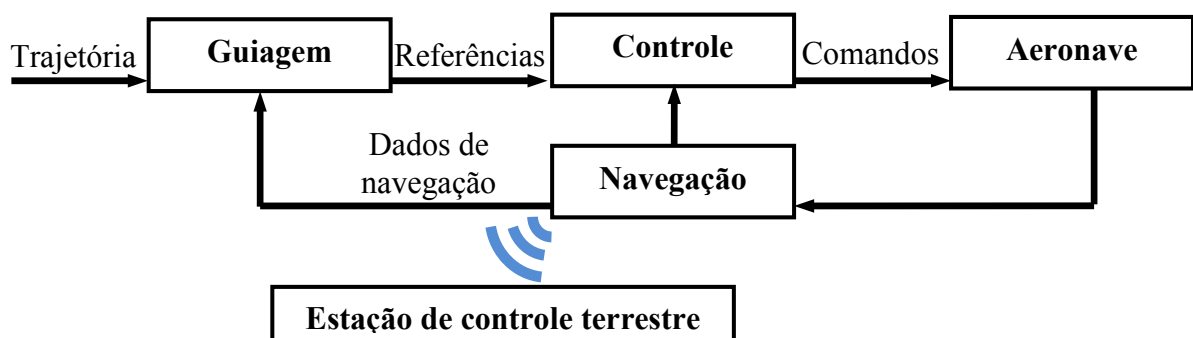 Trajetória
Guiagem
Referências
Controle
Comandos
Aeronave
Dados de
navegação
Navegação
Estação de controle terrestre